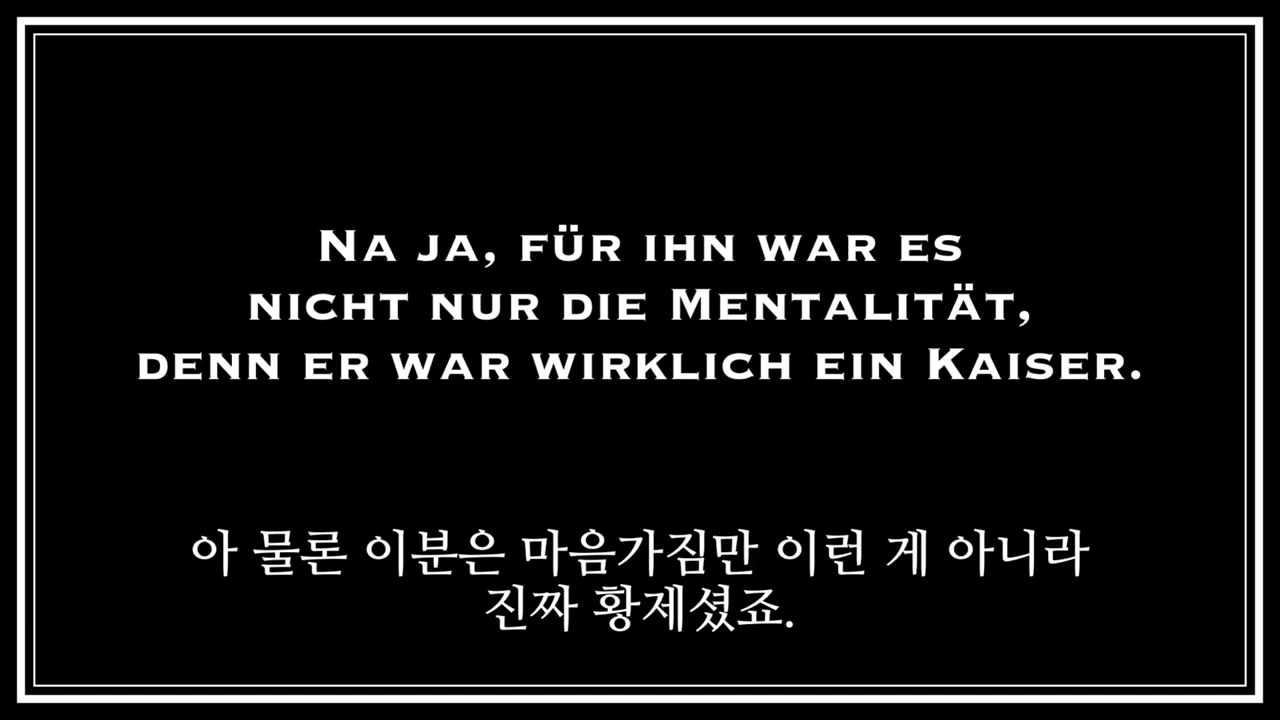 Na ja, für ihn war es
nicht nur die Mentalität,
denn er war wirklich ein Kaiser.
아 물론 이분은 마음가짐만 이런 게 아니라
진짜 황제셨죠.